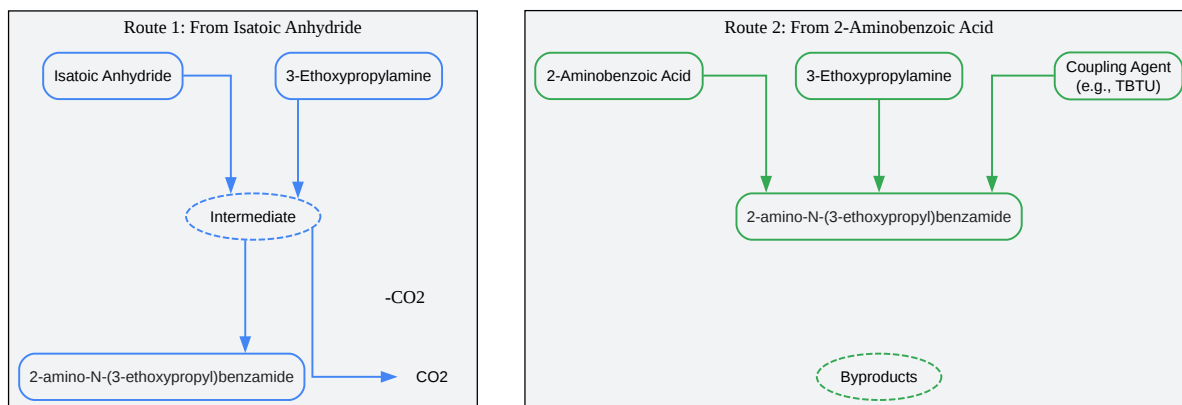 Route 1: From Isatoic Anhydride
Isatoic Anhydride
3-Ethoxypropylamine
Intermediate
-CO2
2-amino-N-(3-ethoxypropyl)benzamide
CO2
Route 2: From 2-Aminobenzoic Acid
2-Aminobenzoic Acid
3-Ethoxypropylamine
Coupling Agent
(e.g., TBTU)
2-amino-N-(3-ethoxypropyl)benzamide
Byproducts